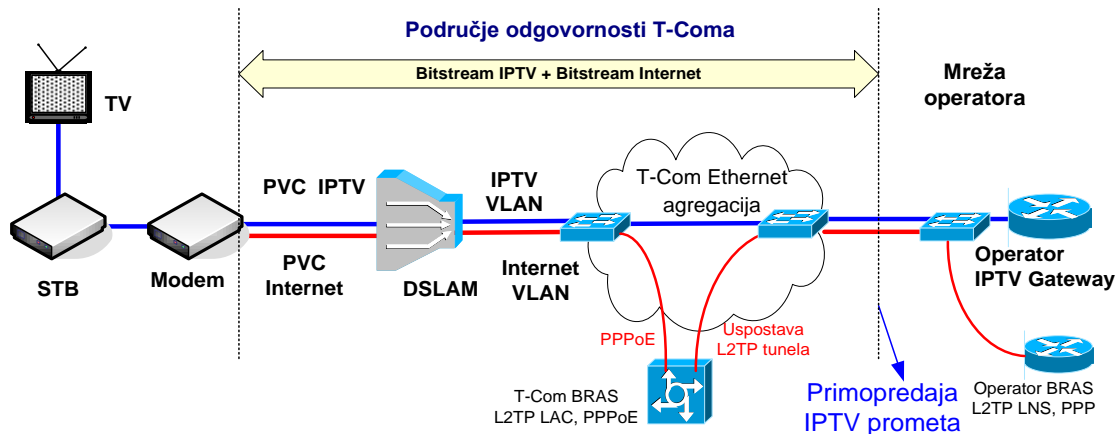 Područje odgovornosti T-Coma
Bitstream IPTV + Bitstream Internet
Mreža
operatora
TV
PVC IPTV
IPTV
VLAN
T-Com Ethernet
agregacija
STB
Modem
PVC
Internet
DSLAM
Internet
VLAN
Operator
IPTV Gateway
PPPoE
Uspostava
L2TP tunela
T-Com BRAS
L2TP LAC, PPPoE
Primopredaja
IPTV prometa
Operator BRAS
L2TP LNS, PPP